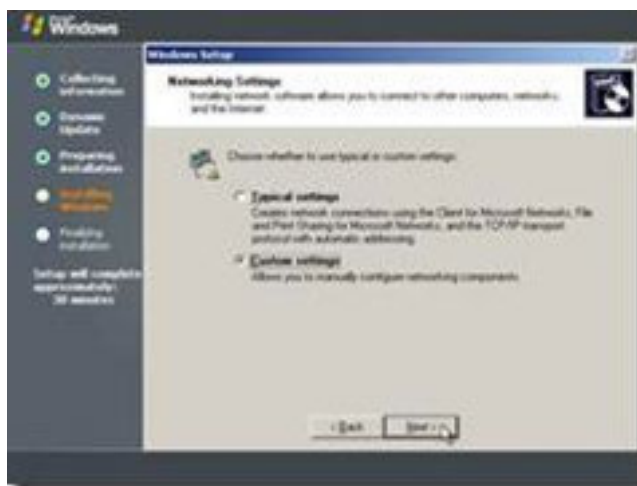 Windows
Collecting
information
Dynamic
Update
Preparing
installation
Installing
Windows
Finalizing
installation
Setup will complete
approximately:
30 minutes
Windows Setup
Networking Settings
Installing network software allows you to connect to other computers, networks,
and the Internet.
Choose whether to use typical or custom settings:
Typical settings
Creates network connections using the Client for Microsoft Networks, File
and Print Sharing for Microsoft Networks, and the TCP/IP transport
protocol with automatic addressing.
Custom settings
Allows you to manually configure networking components.
< Back
Next >